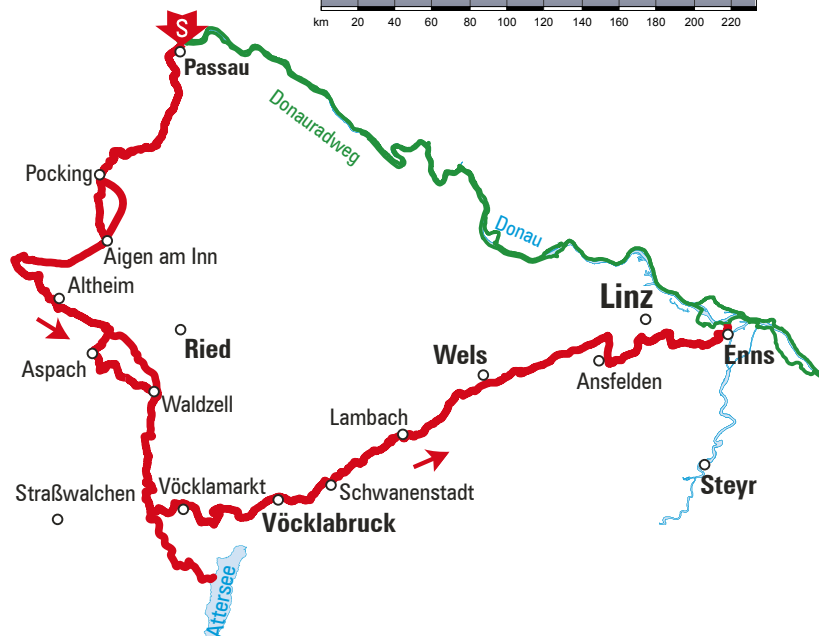 km 20 40 60 80 100 120 140 160 180 200 220
S
Passau
Donauradweg
Pocking
Donau
Aigen am Inn
Altheim
Linz
Ried
Enns
Wels
Aspach
Ansfelden
Waldzell
Lambach
Steyr
Vöcklamarkt
Schwanenstadt
Straßwalchen
Vöcklabruck
Attersee